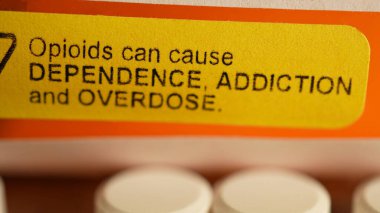 Opioids can cause
DEPENDENCE, ADDICTION
and OVERDOSE.